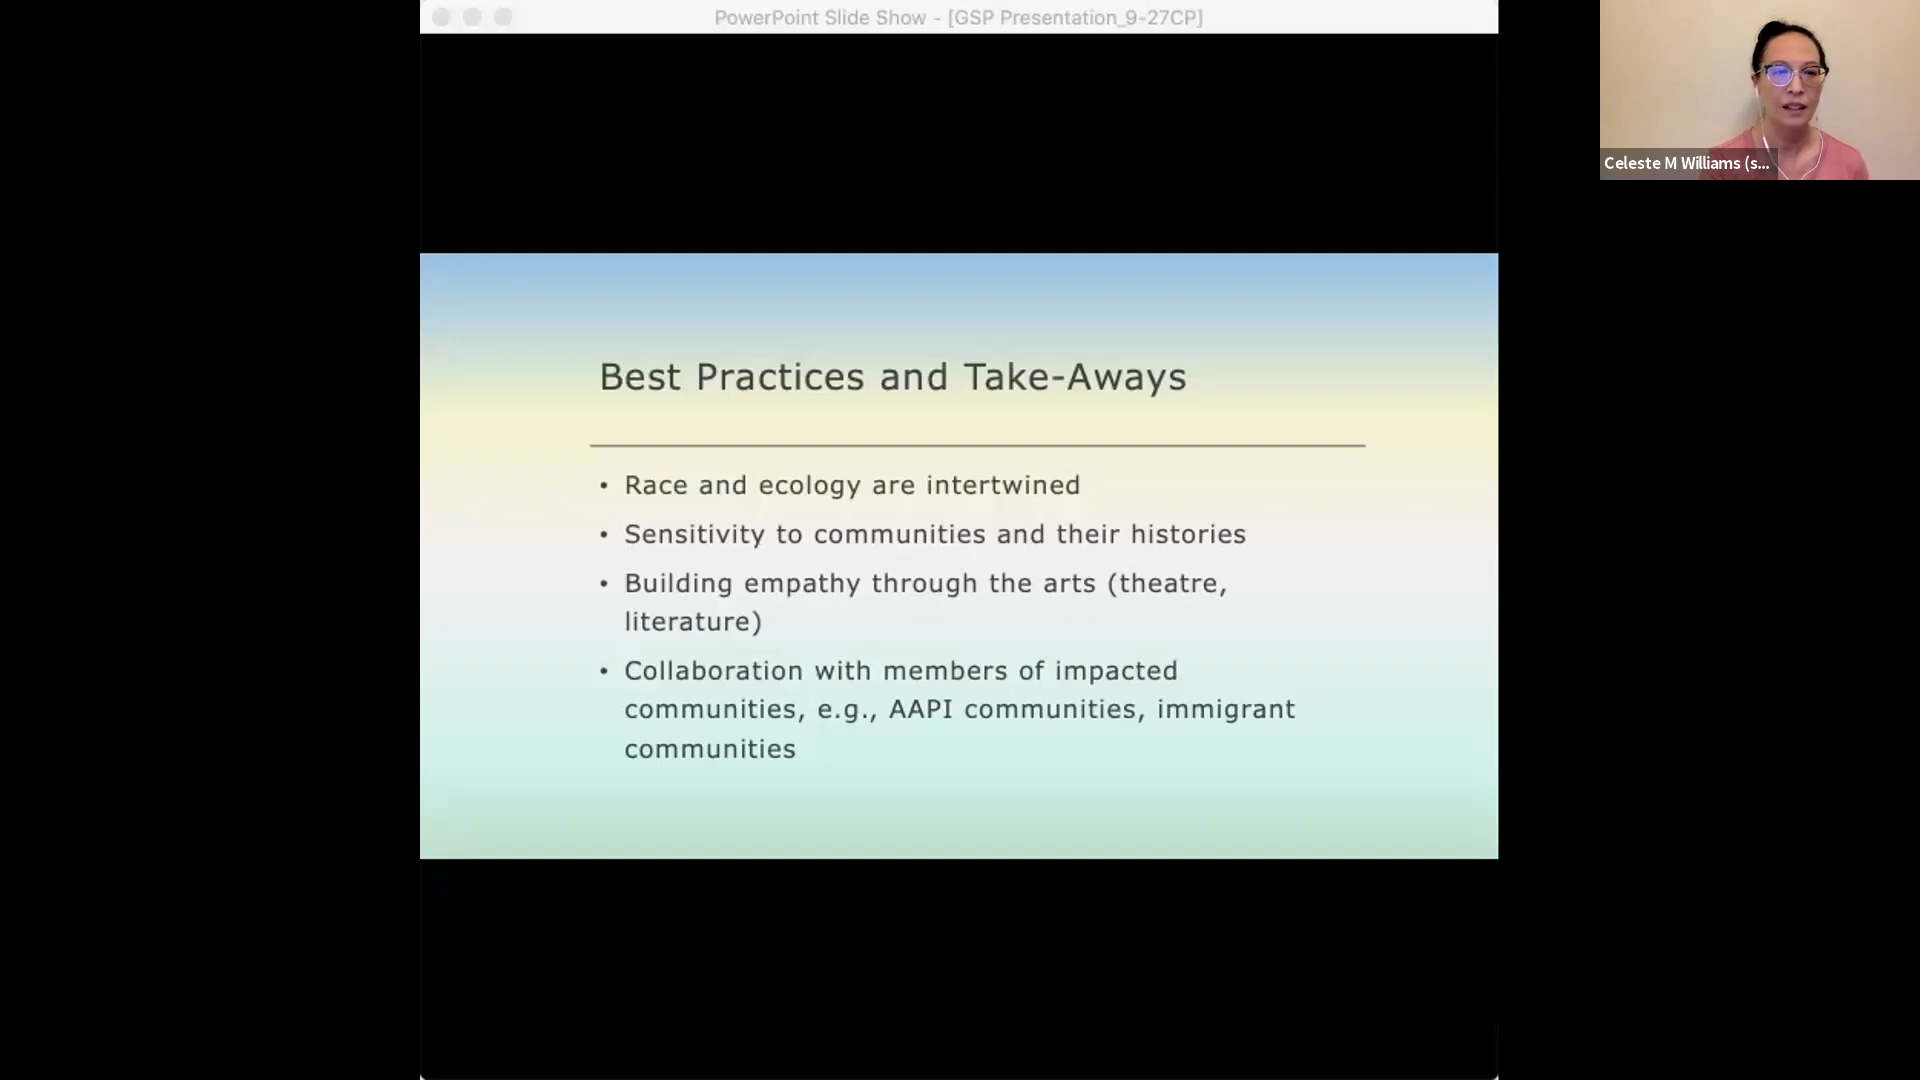 PowerPoint Slide Show - [GSP Presentation_9-27CP]
Celeste M Williams (s...
Best Practices and Take-Aways
• Race and ecology are intertwined
• Sensitivity to communities and their histories
• Building empathy through the arts (theatre,
literature)
• Collaboration with members of impacted
communities, e.g., AAPI communities, immigrant
communities